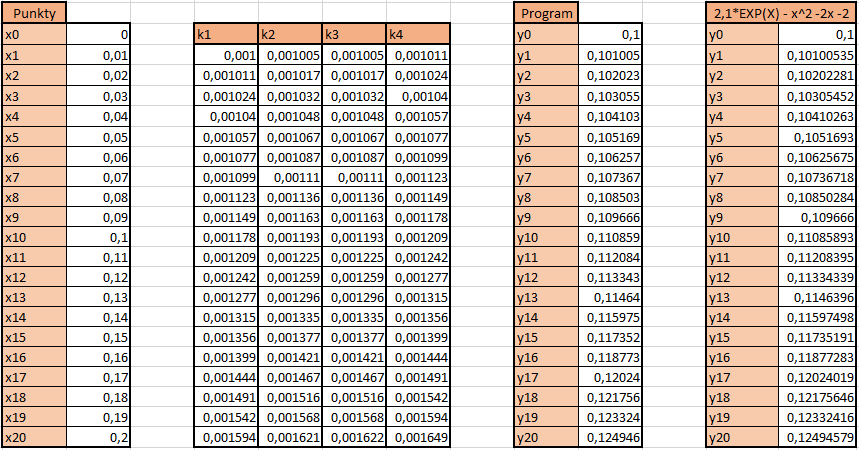 Punkty Program 2,1*EXP(X) - x^2 -2x -2
x0 0 k1 k2 k3 k4 y0 0,1 y0 0,1
x1 0,01 0,001 0,001005 0,001005 0,001011 y1 0,101005 y1 0,10100535
x2 0,02 0,001011 0,001017 0,001017 0,001024 y2 0,102023 y2 0,10202281
x3 0,03 0,001024 0,001032 0,001032 0,00104 y3 0,103055 y3 0,10305452
x4 0,04 0,00104 0,001048 0,001048 0,001057 y4 0,104103 y4 0,10410263
x5 0,05 0,001057 0,001067 0,001067 0,001077 y5 0,105169 y5 0,1051693
x6 0,06 0,001077 0,001087 0,001087 0,001099 y6 0,106257 y6 0,10625675
x7 0,07 0,001099 0,00111 0,00111 0,001123 y7 0,107367 y7 0,10736718
x8 0,08 0,001123 0,001136 0,001136 0,001149 y8 0,108503 y8 0,10850284
x9 0,09 0,001149 0,001163 0,001163 0,001178 y9 0,109666 y9 0,109666
x10 0,1 0,001178 0,001193 0,001193 0,001209 y10 0,110859 y10 0,11085893
x11 0,11 0,001209 0,001225 0,001225 0,001242 y11 0,112084 y11 0,11208395
x12 0,12 0,001242 0,001259 0,001259 0,001277 y12 0,113343 y12 0,11334339
x13 0,13 0,001277 0,001296 0,001296 0,001315 y13 0,11464 y13 0,1146396
x14 0,14 0,001315 0,001335 0,001335 0,001356 y14 0,115975 y14 0,11597498
x15 0,15 0,001356 0,001377 0,001377 0,001399 y15 0,117352 y15 0,11735191
x16 0,16 0,001399 0,001421 0,001421 0,001444 y16 0,118773 y16 0,11877283
x17 0,17 0,001444 0,001467 0,001467 0,001491 y17 0,12024 y17 0,12024019
x18 0,18 0,001491 0,001516 0,001516 0,001542 y18 0,121756 y18 0,12175646
x19 0,19 0,001542 0,001568 0,001568 0,001594 y19 0,123324 y19 0,12332416
x20 0,2 0,001594 0,001621 0,001622 0,001649 y20 0,124946 y20 0,12494579